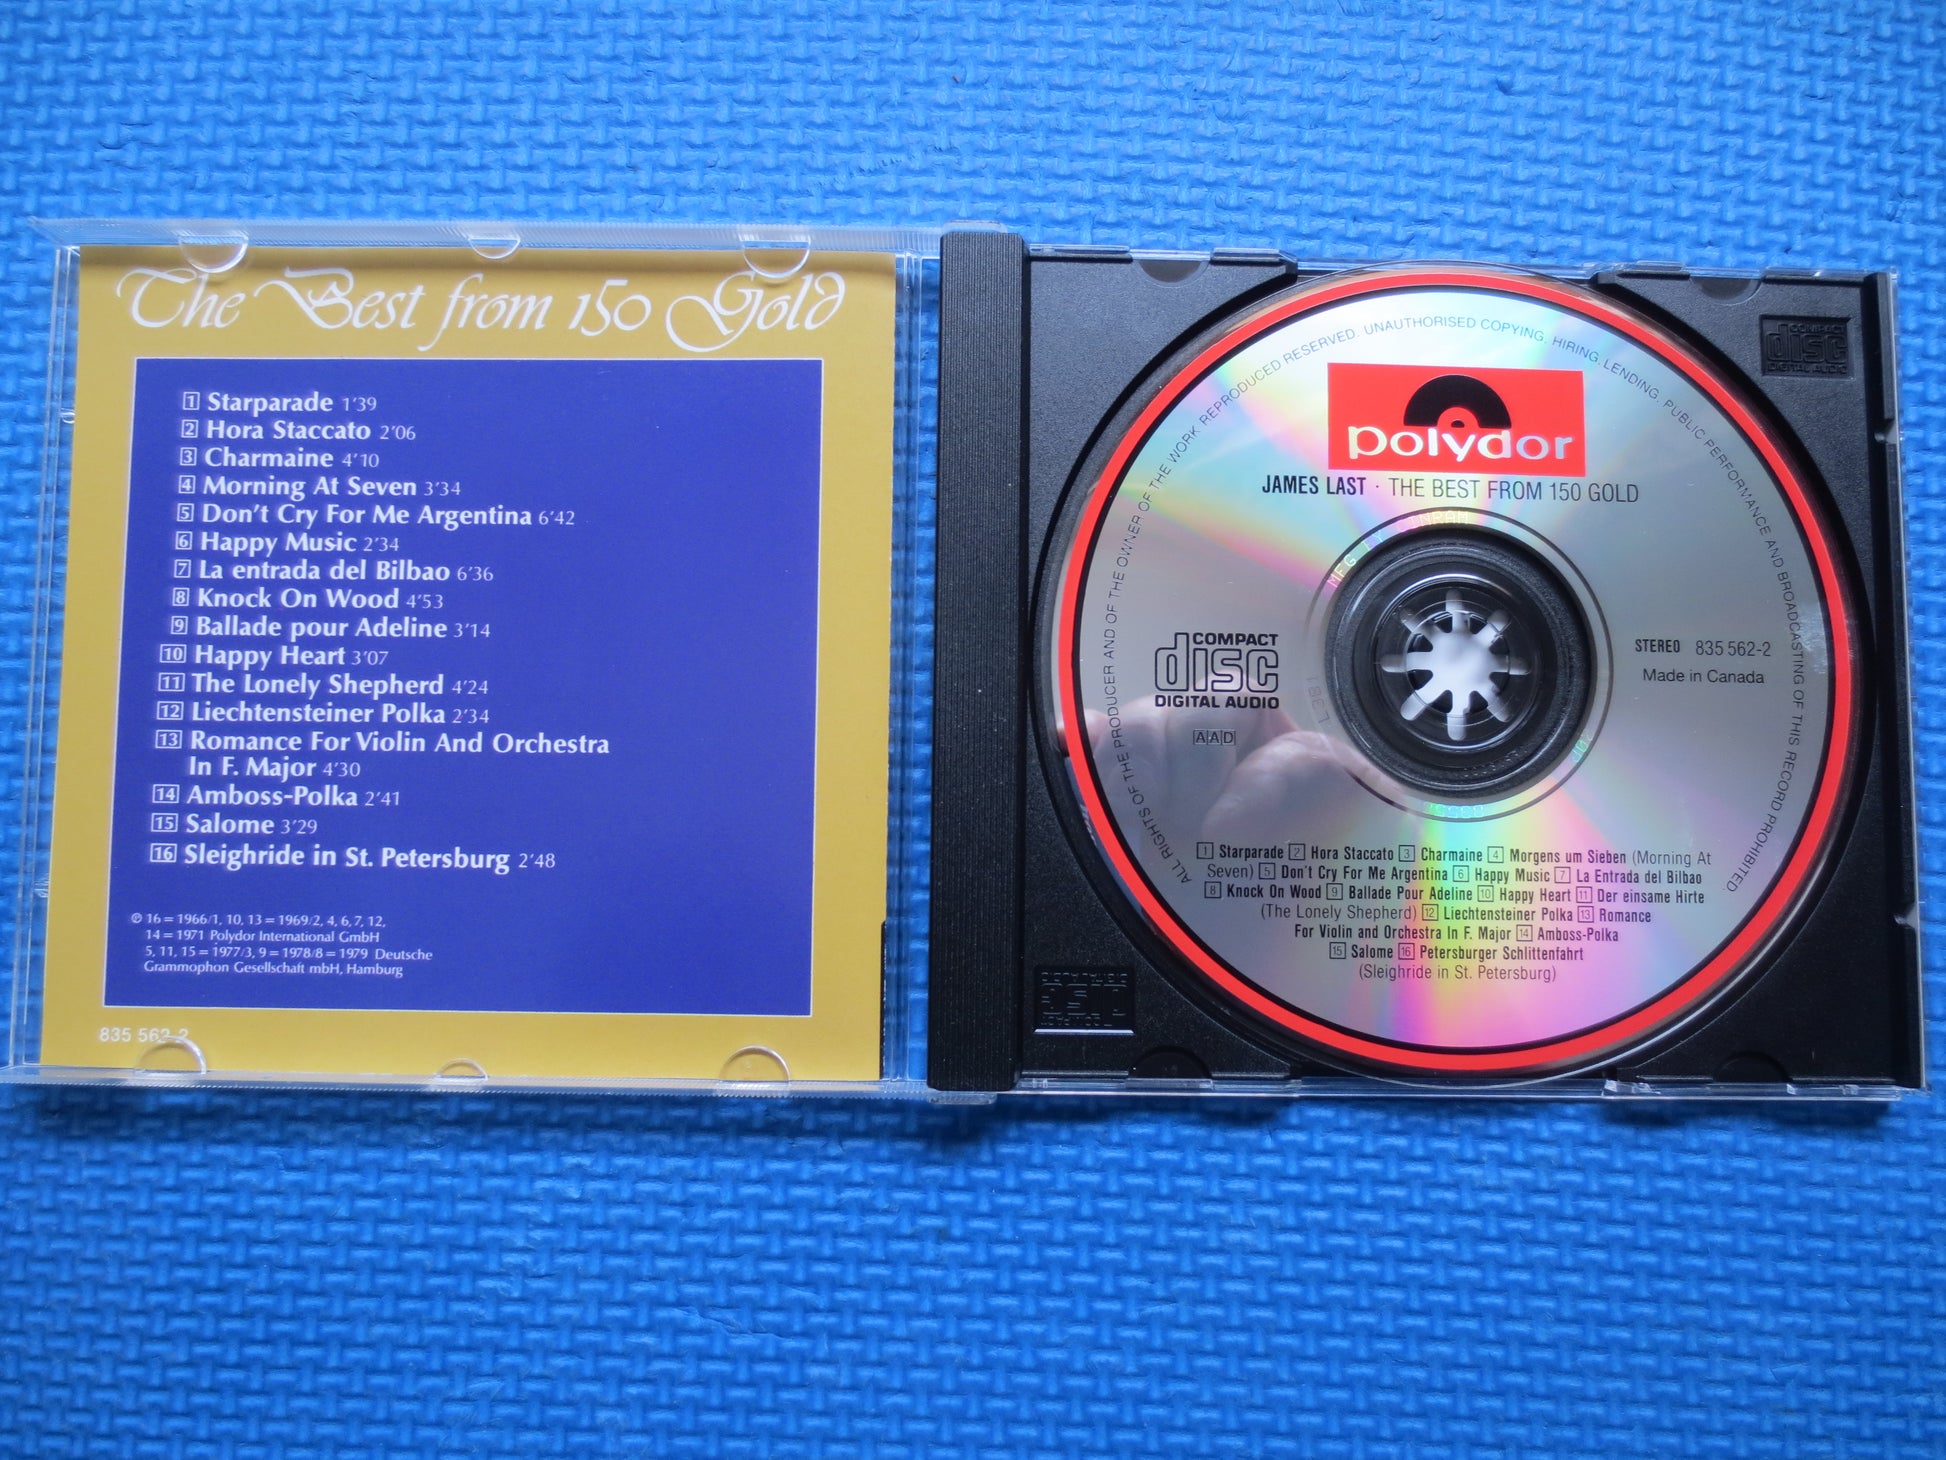 The Best from 150 Gold
1 Starparade 1'39
2 Hora Staccato 2'06
3 Charmaine 4'10
4 Morning At Seven 3'34
5 Don't Cry For Me Argentina 6'42
6 Happy Music 2'34
7 La entrada del Bilbao 6'36
8 Knock On Wood 4'53
9 Ballade pour Adeline 3'14
10 Happy Heart 3'07
11 The Lonely Shepherd 4'24
12 Liechtensteiner Polka 2'34
13 Romance For Violin And Orchestra
In F. Major 4'30
14 Amboss-Polka 2'41
15 Salome 3'29
16 Sleighride in St. Petersburg 2'48
℗ 16 = 1966/1, 10, 13 = 1969/2, 4, 6, 7, 12,
14 = 1971 Polydor International GmbH
5, 11, 15 = 1977/3, 9 = 1978/8 = 1979 Deutsche
Grammophon Gesellschaft mbH, Hamburg
835 562-2
ALL RIGHTS OF THE PRODUCER AND OF THE OWNER OF THE WORK REPRODUCED RESERVED. UNAUTHORISED COPYING, HIRING, LENDING, PUBLIC PERFORMANCE AND BROADCASTING OF THIS RECORD PROHIBITED.
polydor
JAMES LAST · THE BEST FROM 150 GOLD
MFG BY CINRAM
COMPACT
disc
DIGITAL AUDIO
AAD
STEREO 835 562-2
Made in Canada
L381
1 Starparade 2 Hora Staccato 3 Charmaine 4 Morgens um Sieben (Morning At
Seven) 5 Don't Cry For Me Argentina 6 Happy Music 7 La Entrada del Bilbao
8 Knock On Wood 9 Ballade Pour Adeline 10 Happy Heart 11 Der einsame Hirte
(The Lonely Shepherd) 12 Liechtensteiner Polka 13 Romance
For Violin and Orchestra In F. Major 14 Amboss-Polka
15 Salome 16 Petersburger Schlittenfahrt
(Sleighride in St. Petersburg)
COMPACT
disc
DIGITAL AUDIO
COMPACT
disc
DIGITAL AUDIO